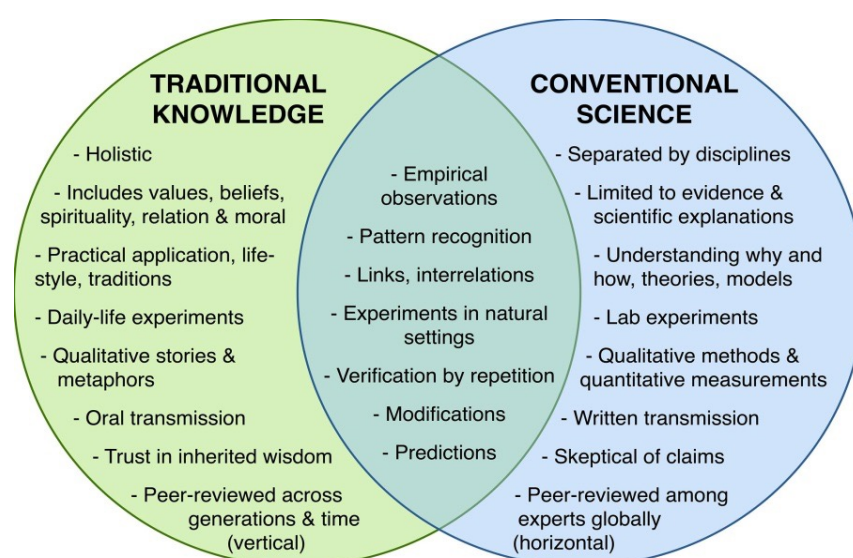 TRADITIONAL
KNOWLEDGE
- Holistic
- Includes values, beliefs,
spirituality, relation & moral
- Practical application, life-
style, traditions
- Daily-life experiments
- Qualitative stories &
metaphors
- Oral transmission
- Trust in inherited wisdom
- Peer-reviewed across
generations & time
(vertical)
- Empirical
observations
- Pattern recognition
- Links, interrelations
- Experiments in natural
settings
- Verification by repetition
- Modifications
- Predictions
CONVENTIONAL
SCIENCE
- Separated by disciplines
- Limited to evidence &
scientific explanations
- Understanding why and
how, theories, models
- Lab experiments
- Qualitative methods &
quantitative measurements
- Written transmission
- Skeptical of claims
- Peer-reviewed among
experts globally
(horizontal)